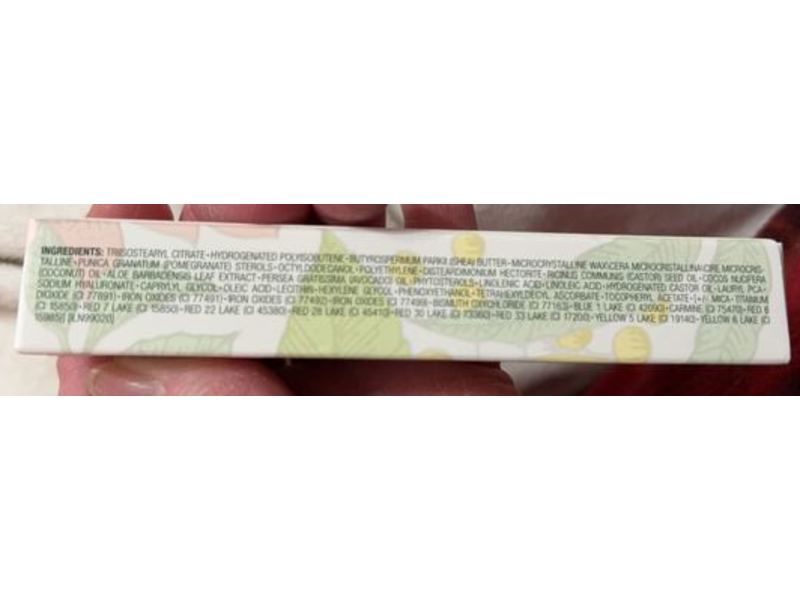 INGREDIENTS: TRIISOSTEARYL CITRATE • HYDROGENATED POLYISOBUTENE • BUTYROSPERMUM PARKII (SHEA) BUTTER • MICROCRYSTALLINE WAX\CERA MICROCRISTALLINA\CIRE MICROCRIS-
TALLINE • PUNICA GRANATUM (POMEGRANATE) STEROLS • OCTYLDODECANOL • POLYETHYLENE • DISTEARDIMONIUM HECTORITE • RICINUS COMMUNIS (CASTOR) SEED OIL • COCOS NUCIFERA
(COCONUT) OIL • ALOE BARBADENSIS LEAF EXTRACT • PERSEA GRATISSIMA (AVOCADO) OIL • PHYTOSTEROLS • LINOLENIC ACID • LINOLEIC ACID • HYDROGENATED CASTOR OIL • LAURYL PCA •
SODIUM HYALURONATE • CAPRYLYL GLYCOL • OLEIC ACID • LECITHIN • HEXYLENE GLYCOL • PHENOXYETHANOL • TETRAHEXYLDECYL ASCORBATE • TOCOPHERYL ACETATE • [+/- MICA • TITANIUM
DIOXIDE (CI 77891) • IRON OXIDES (CI 77491) • IRON OXIDES (CI 77492) • IRON OXIDES (CI 77499) • BISMUTH OXYCHLORIDE (CI 77163) • BLUE 1 LAKE (CI 42090) • CARMINE (CI 75470) • RED 6
(CI 15850) • RED 7 LAKE (CI 15850) • RED 22 LAKE (CI 45380) • RED 28 LAKE (CI 45410) • RED 30 LAKE (CI 73360) • RED 33 LAKE (CI 17200) • YELLOW 5 LAKE (CI 19140) • YELLOW 6 LAKE (CI
15985)]